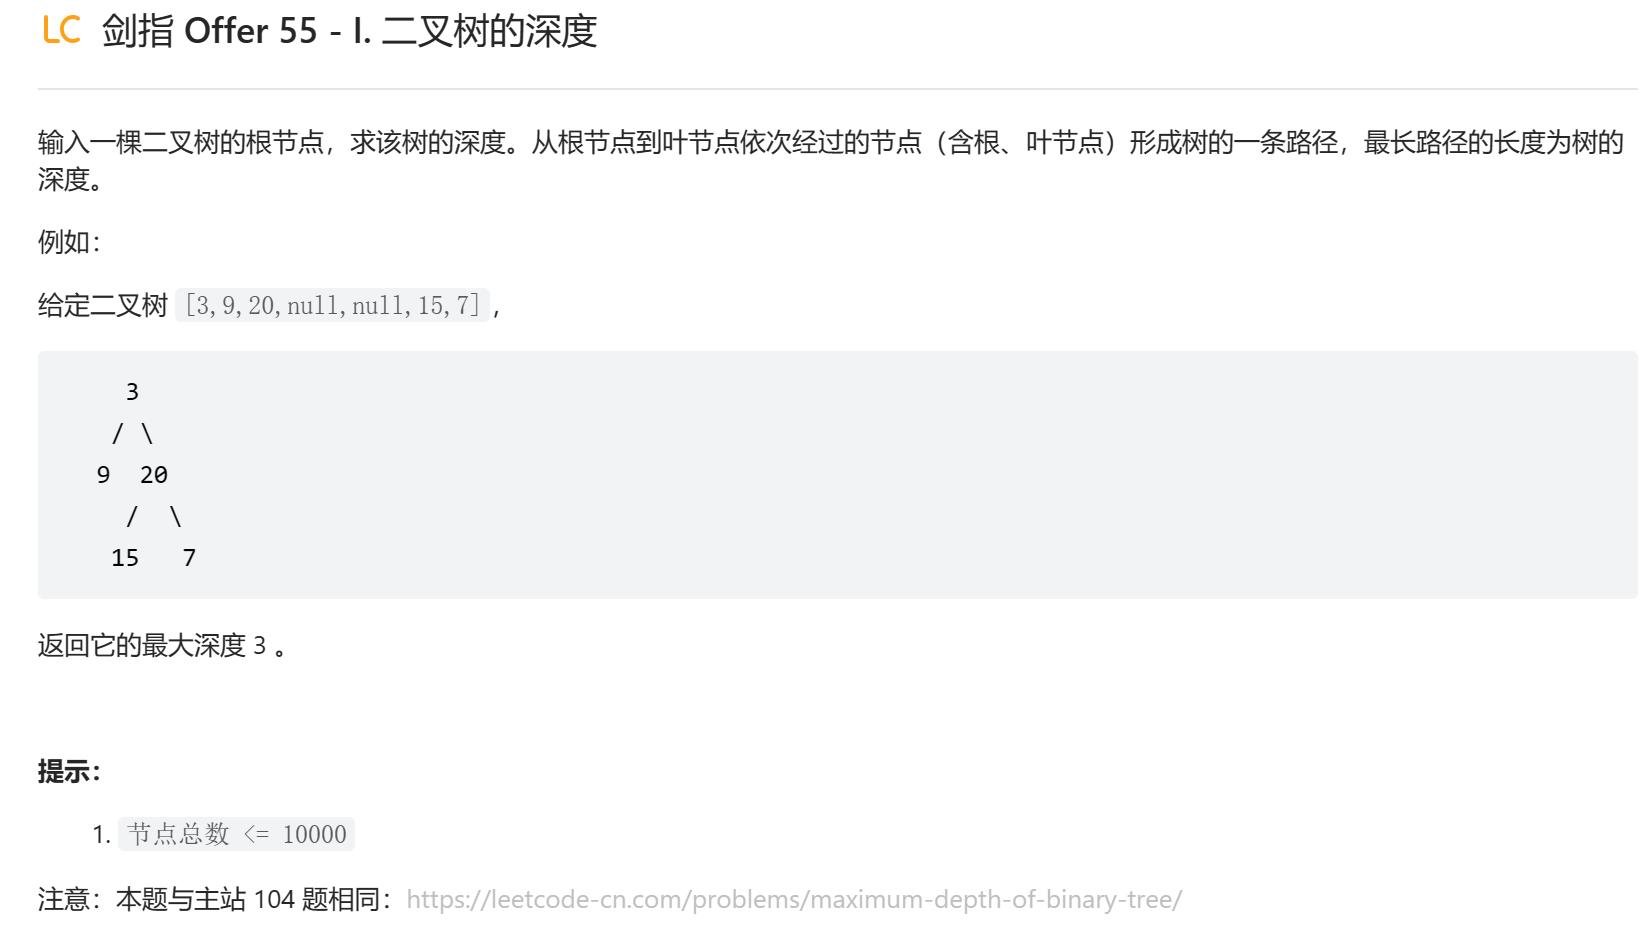 LC 剑指 Offer 55 - I. 二叉树的深度
输入一棵二叉树的根节点，求该树的深度。从根节点到叶节点依次经过的节点（含根、叶节点）形成树的一条路径，最长路径的长度为树的
深度。
例如：
给定二叉树 [3,9,20,null,null,15,7]，
3
/ \
9 20
/ \
15 7
返回它的最大深度 3 。
提示：
1. 节点总数 <= 10000
注意：本题与主站 104 题相同：https://leetcode-cn.com/problems/maximum-depth-of-binary-tree/